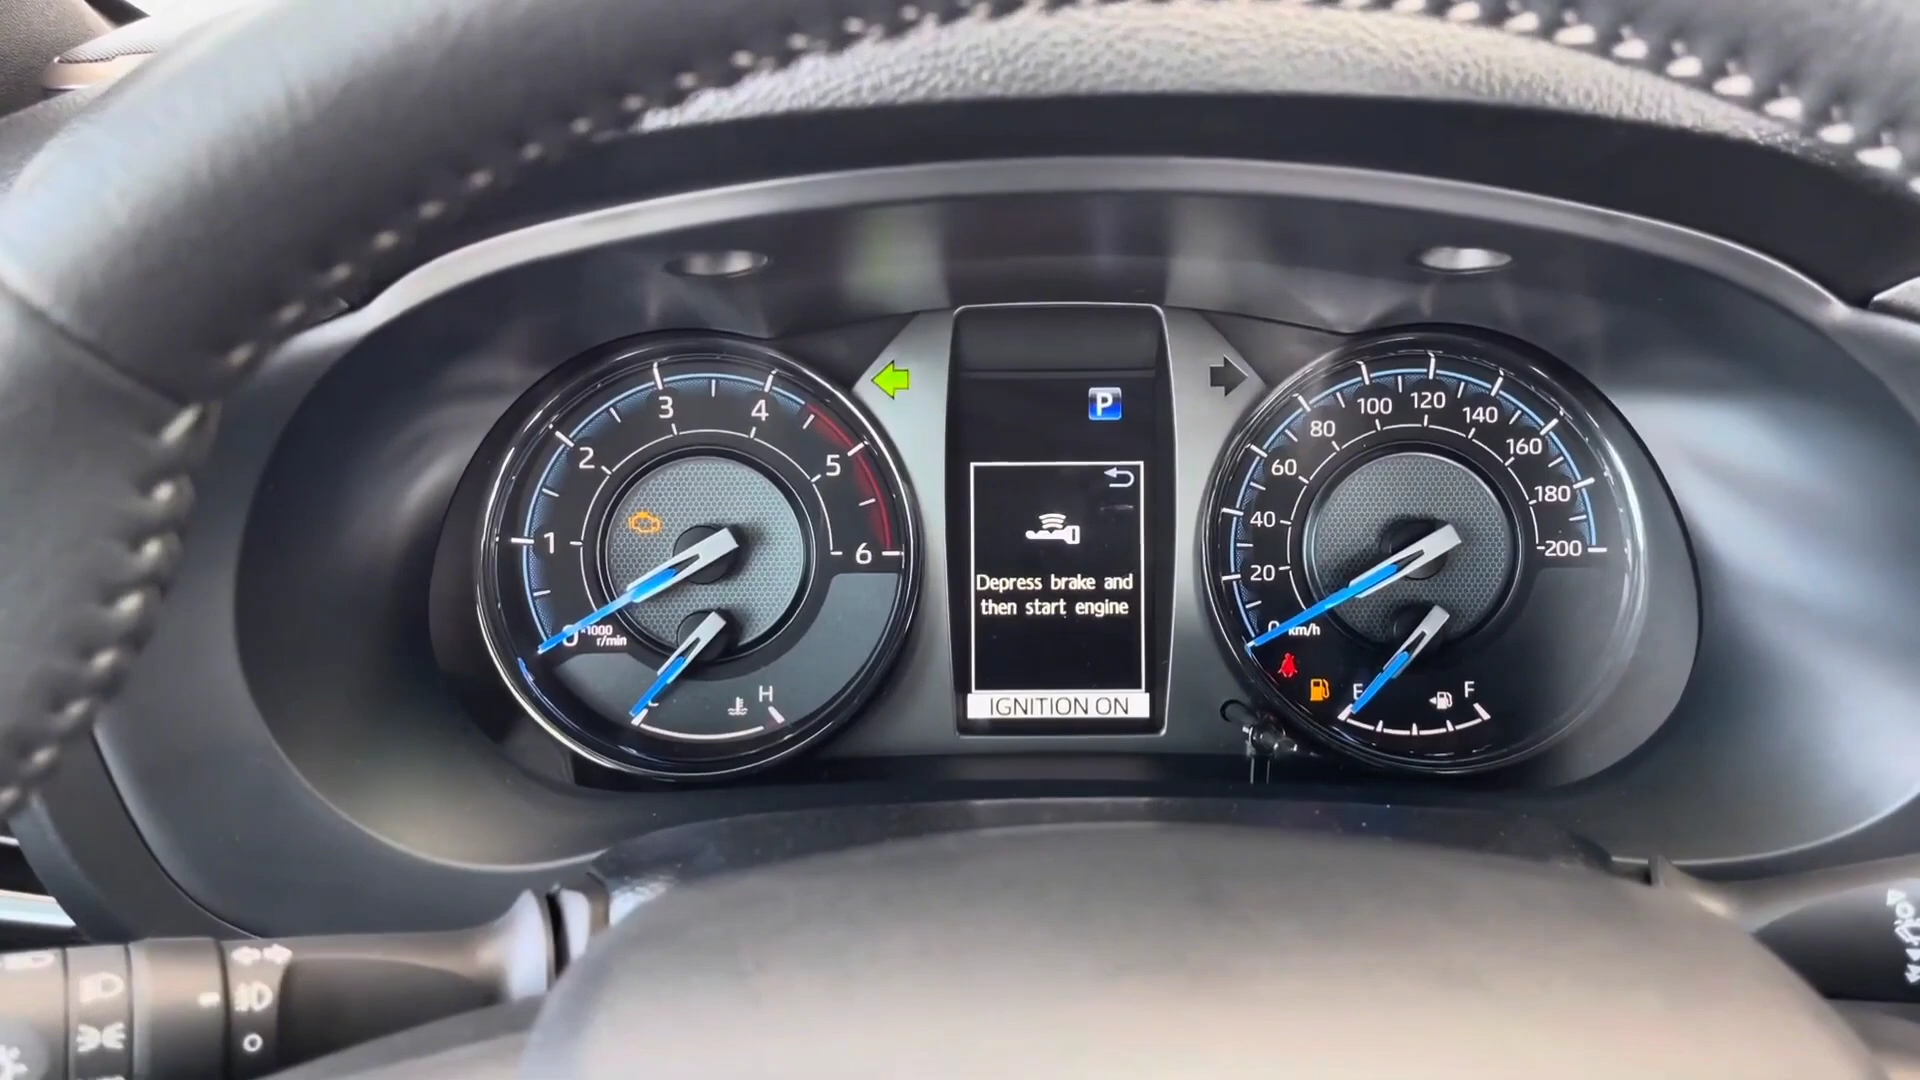 P
Depress brake and
then start engine
IGNITION ON
0
1
2
3
4
5
6
×1000
r/min
H
0
20
40
60
80
100
120
140
160
180
200
km/h
E
F